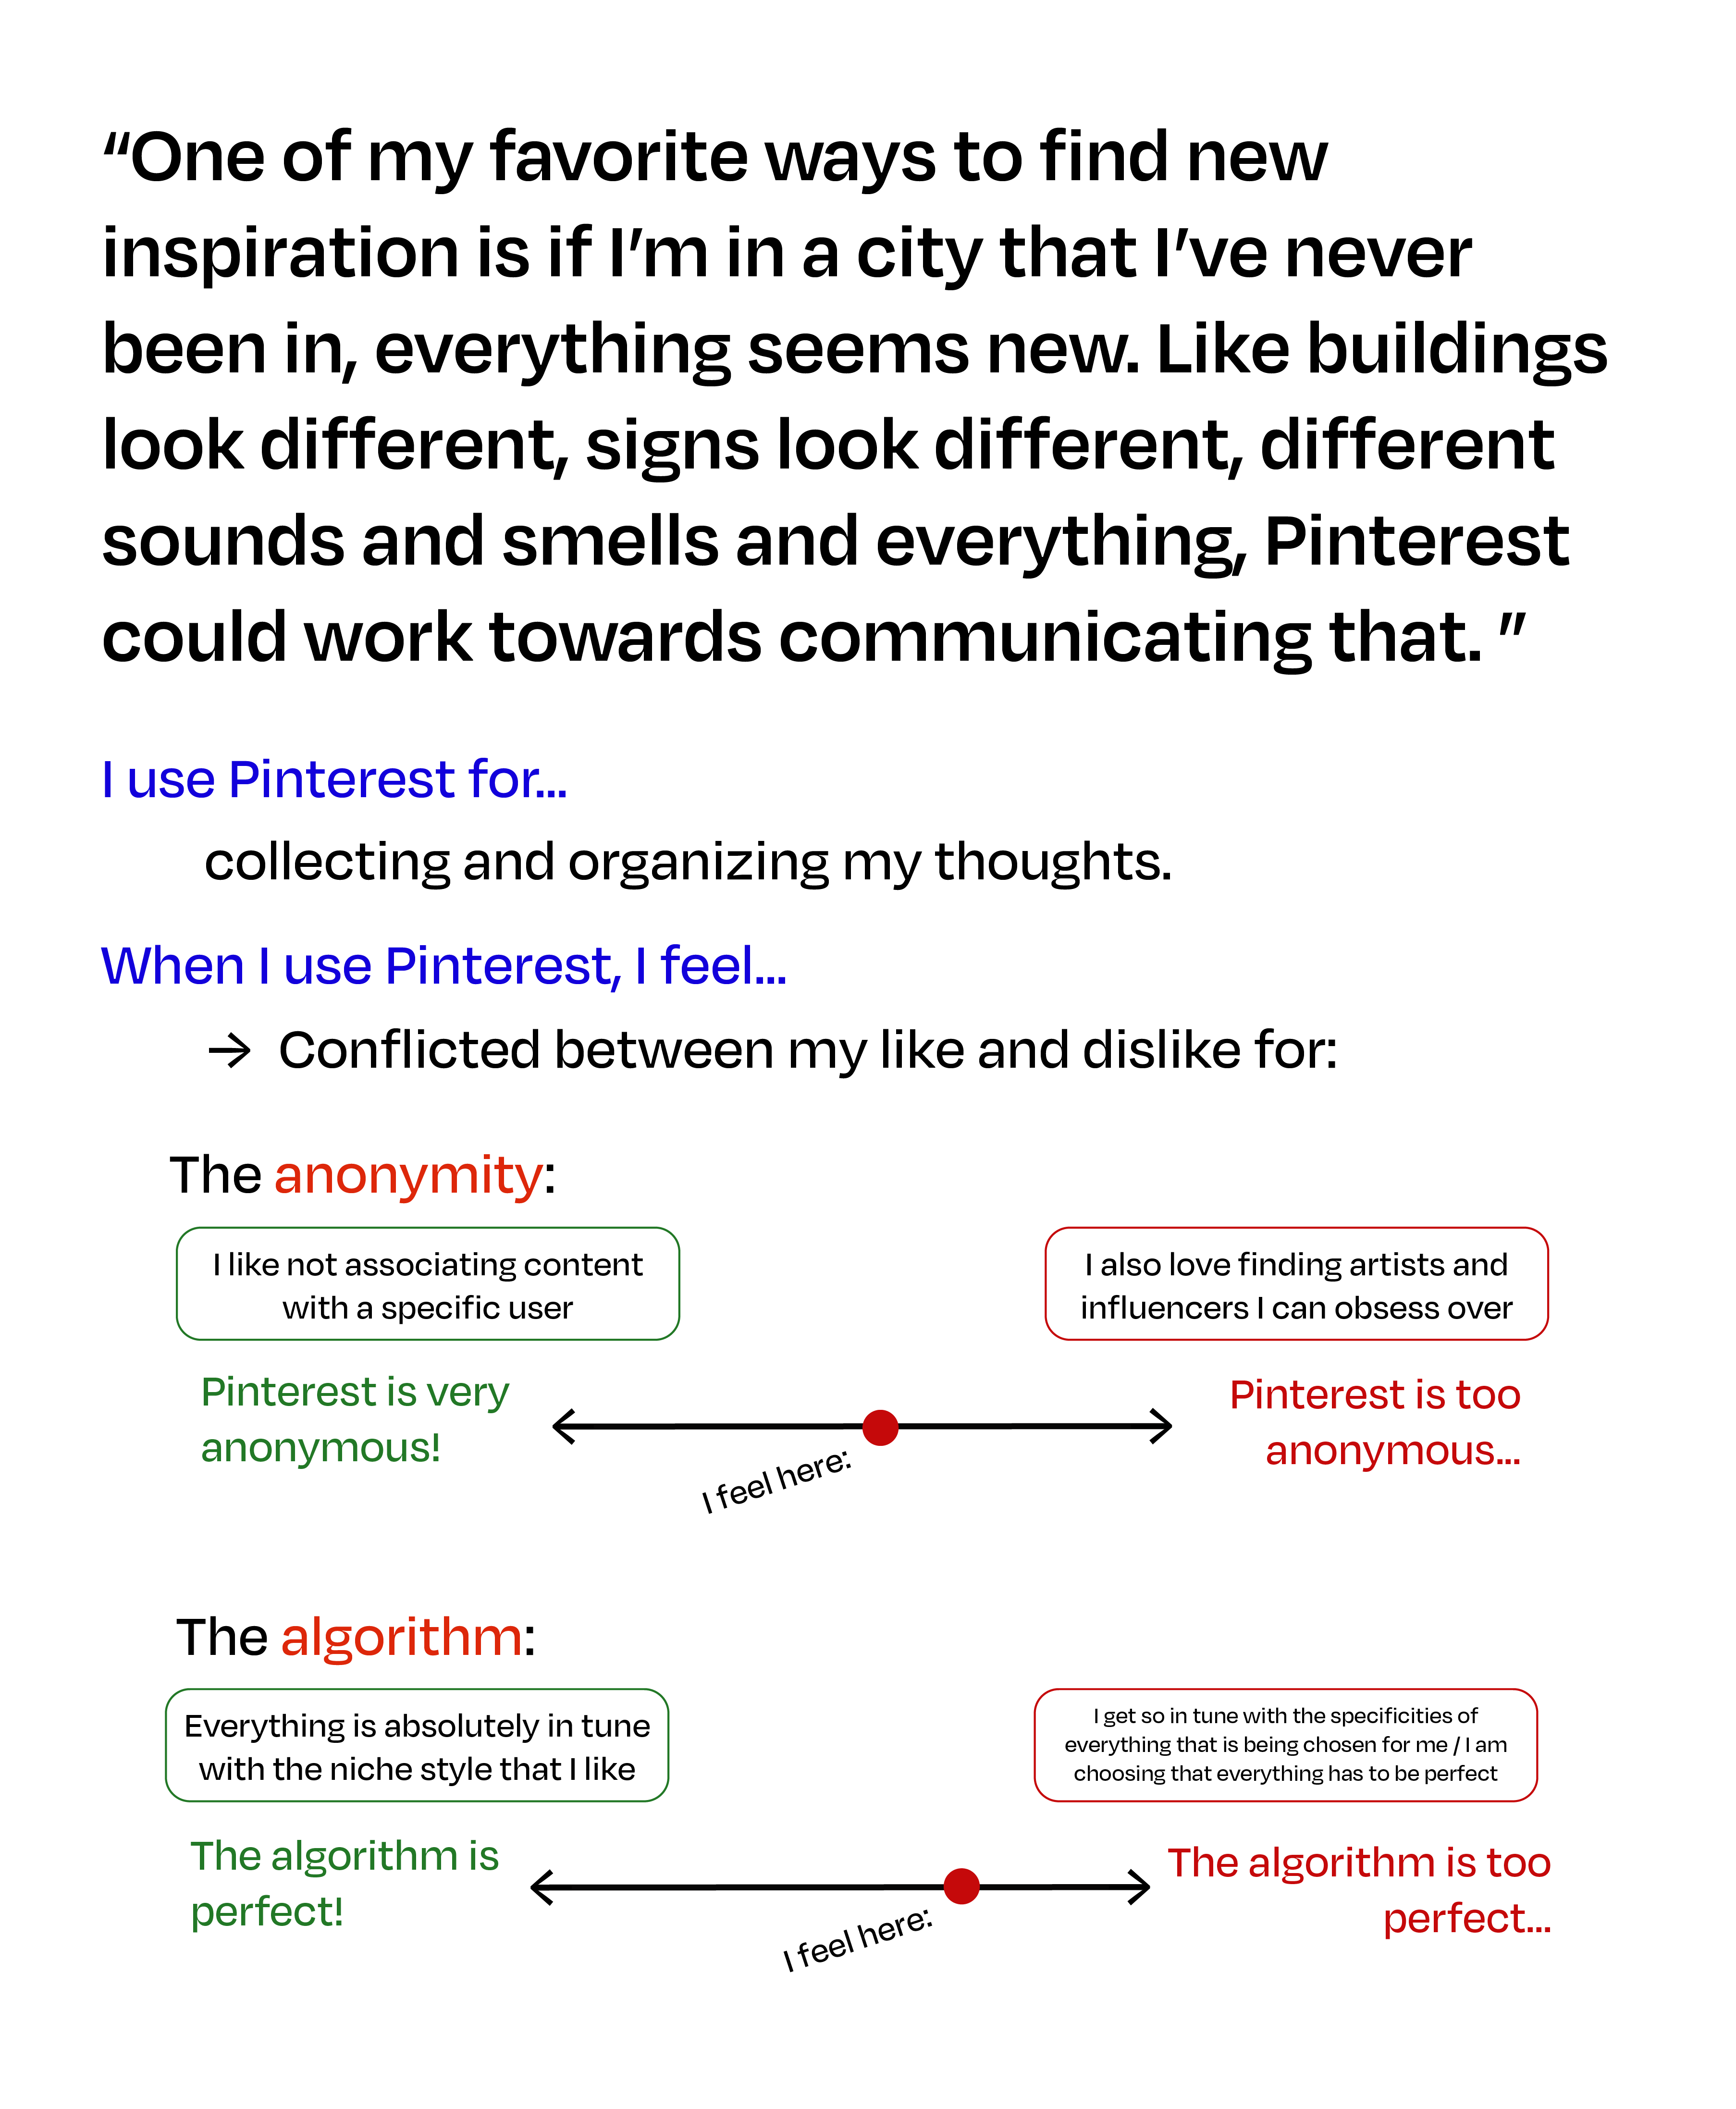 “One of my favorite ways to find new
inspiration is if I’m in a city that I’ve never
been in, everything seems new. Like buildings
look different, signs look different, different
sounds and smells and everything, Pinterest
could work towards communicating that. ”
I use Pinterest for...
collecting and organizing my thoughts.
When I use Pinterest, I feel...
→ Conflicted between my like and dislike for:
The anonymity:
I like not associating content
with a specific user
I also love finding artists and
influencers I can obsess over
Pinterest is very
anonymous!
Pinterest is too
anonymous...
I feel here:
The algorithm:
Everything is absolutely in tune
with the niche style that I like
I get so in tune with the specificities of
everything that is being chosen for me / I am
choosing that everything has to be perfect
The algorithm is
perfect!
The algorithm is too
perfect...
I feel here: